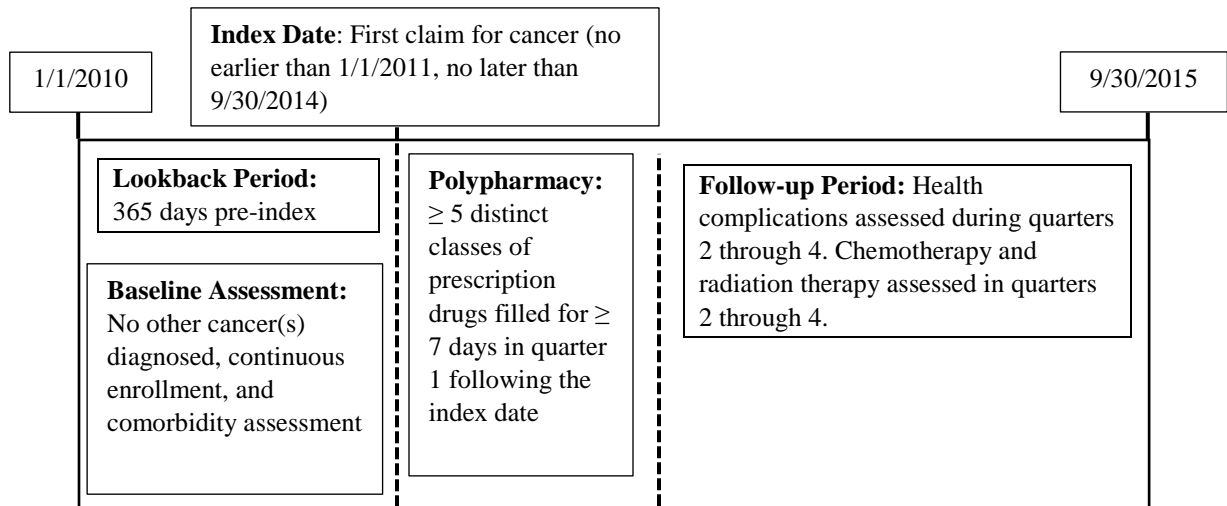 1/1/2010
Index Date: First claim for cancer (no
earlier than 1/1/2011, no later than
9/30/2014)
9/30/2015
Lookback Period:
365 days pre-index
Baseline Assessment:
No other cancer(s)
diagnosed, continuous
enrollment, and
comorbidity assessment
Polypharmacy:
≥ 5 distinct
classes of
prescription
drugs filled for ≥
7 days in quarter
1 following the
index date
Follow-up Period: Health
complications assessed during quarters
2 through 4. Chemotherapy and
radiation therapy assessed in quarters
2 through 4.